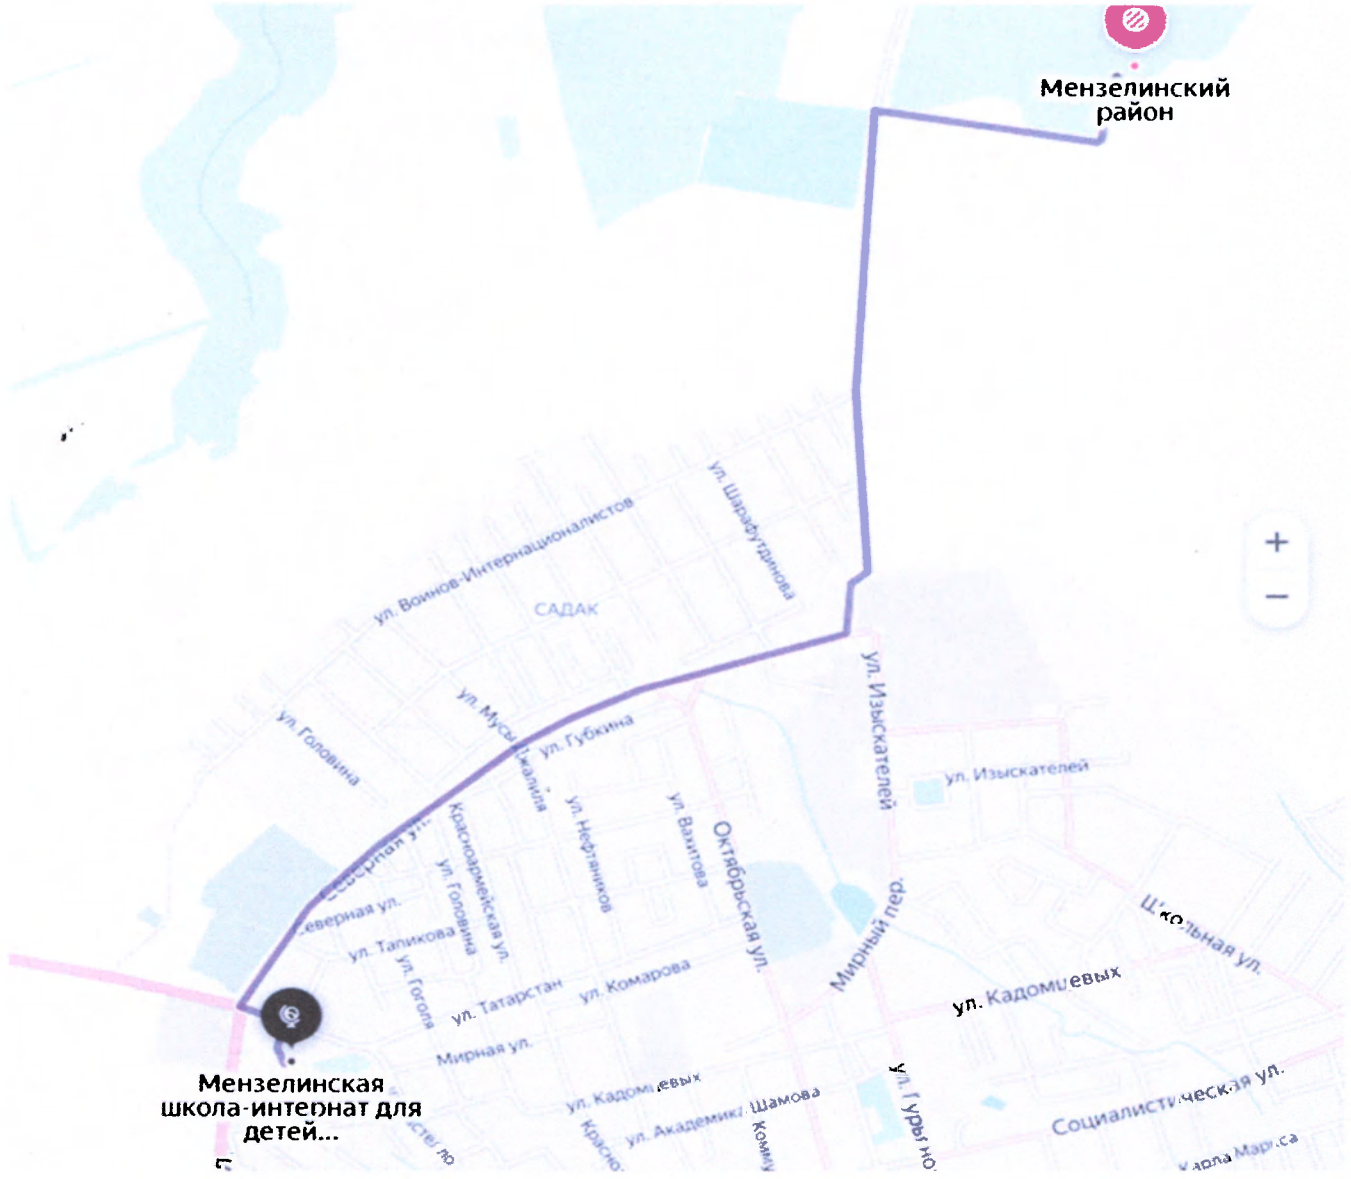 Мензелинский
район
ул. Шарафутдинова
ул. Воинов-Интернационалистов
САДАК
ул. Изыскателей
ул. Мусы Джалиля
ул. Головина
ул. Губкина
ул. Изыскателей
Красноармейская ул.
ул. Нефтяников
ул. Вахитова
Октябрьская ул.
Северная ул.
ул. Головина
Северная ул.
Мирный пер.
Школьная ул.
ул. Тапикова
ул. Гоголя
ул. Комарова
ул. Кадомцевых
ул. Татарстан
Мирная ул.
Мензелинская
школа-интернат для
детей...
ул. Кадомцевых
ул. Академика Шамова
Социалистическая ул.
Красно
Комму
Карла Маркса
+
−